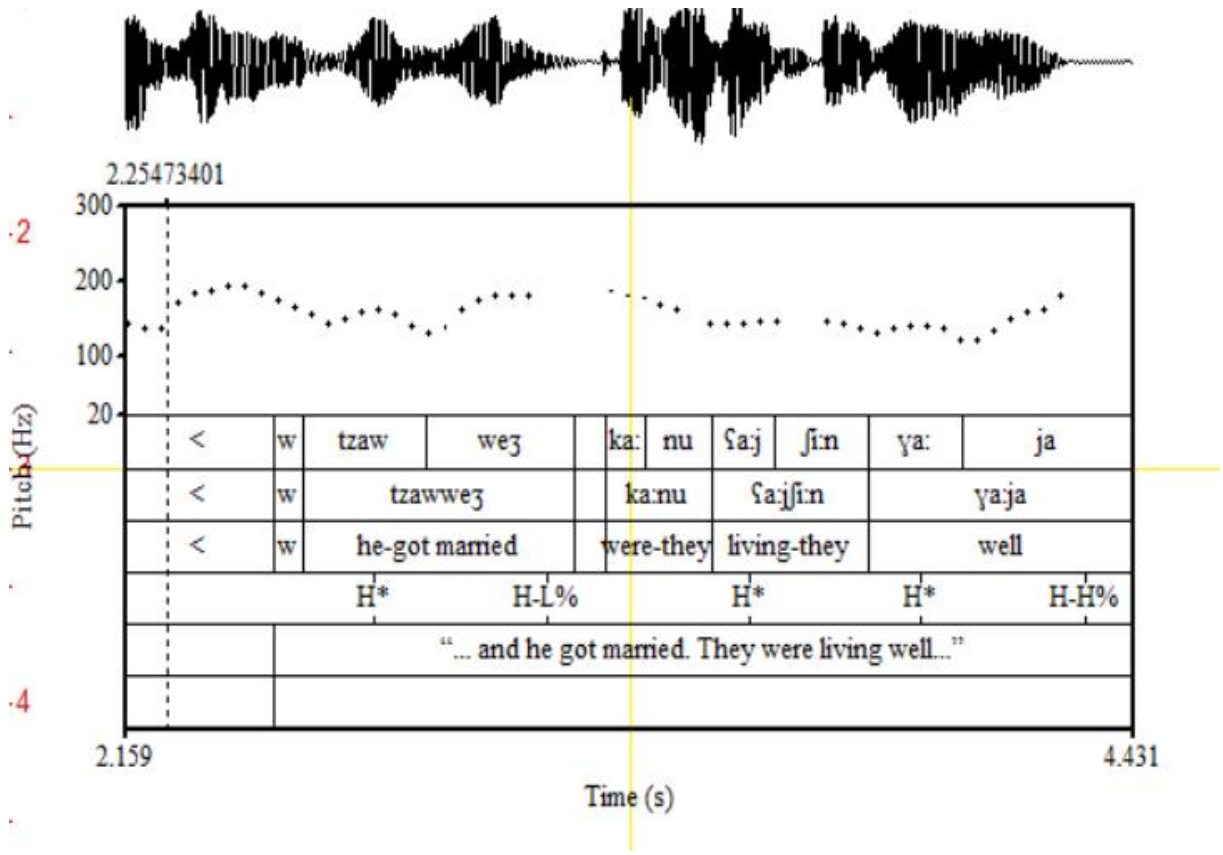 2.25473401
300
-2
200
100
20
Pitch (Hz)
< w tzaw weʒ ka: nu ʕa:j ʃi:n ɣa: ja
< w tzawweʒ ka:nu ʕa:jʃi:n ɣa:ja
< w he-got married were-they living-they well
H* H-L% H* H* H-H%
“... and he got married. They were living well...”
-4
2.159 4.431
Time (s)